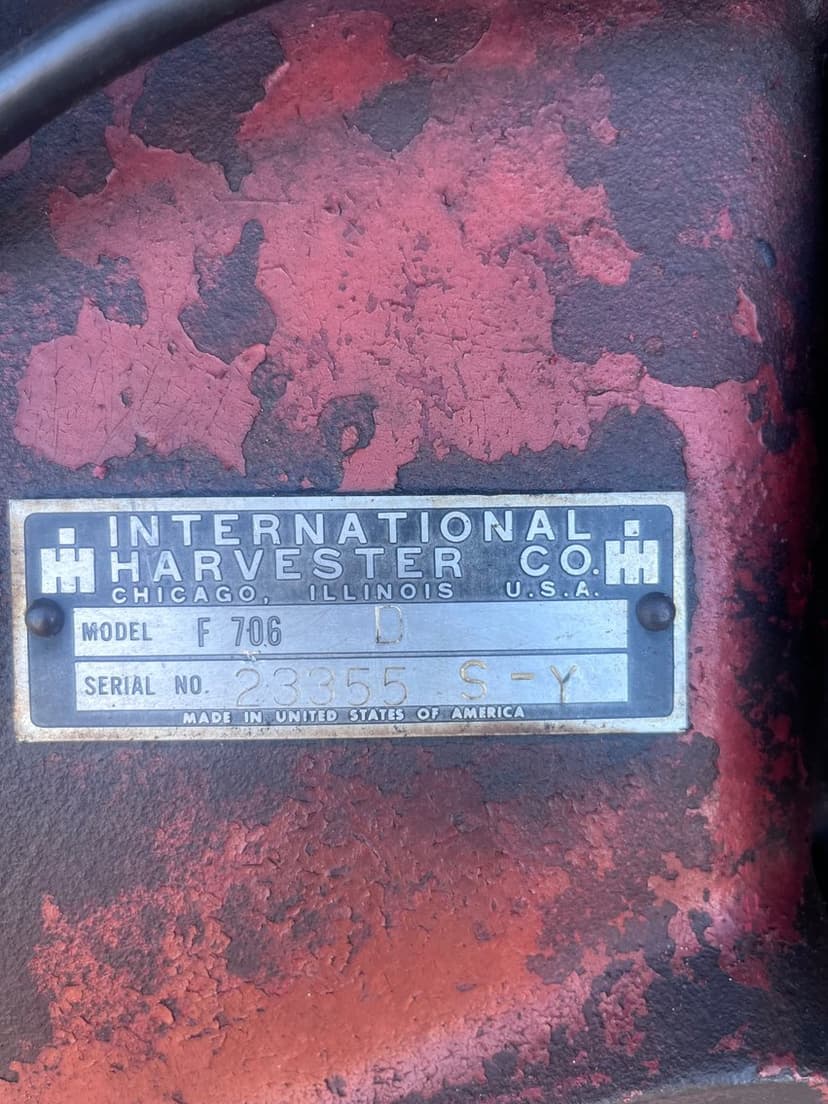 INTERNATIONAL
HARVESTER CO.
CHICAGO, ILLINOIS U.S.A.
MODEL F 706 D
SERIAL NO. 23355 S-Y
MADE IN UNITED STATES OF AMERICA